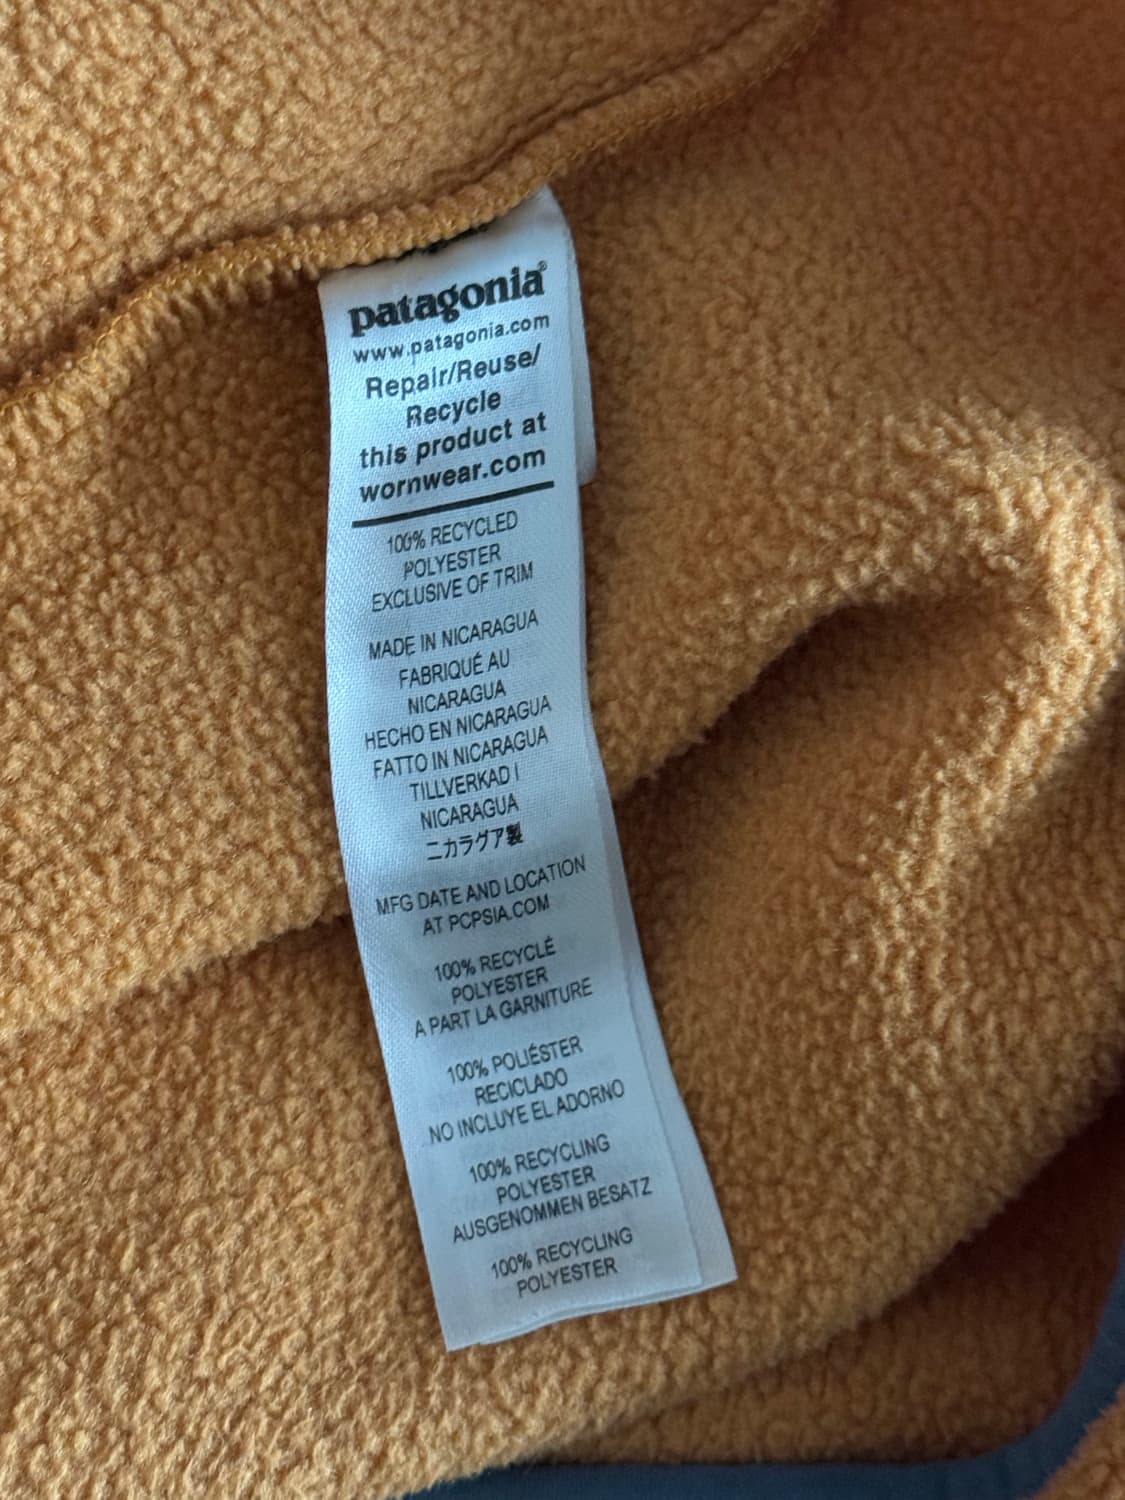 patagonia®
www.patagonia.com
Repair/Reuse/
Recycle
this product at
wornwear.com
100% RECYCLED
POLYESTER
EXCLUSIVE OF TRIM
MADE IN NICARAGUA
FABRIQUÉ AU
NICARAGUA
HECHO EN NICARAGUA
FATTO IN NICARAGUA
TILLVERKAD I
NICARAGUA
ニカラグア製
MFG DATE AND LOCATION
AT PCPSIA.COM
100% RECYCLÉ
POLYESTER
A PART LA GARNITURE
100% POLIÉSTER
RECICLADO
NO INCLUYE EL ADORNO
100% RECYCLING
POLYESTER
AUSGENOMMEN BESATZ
100% RECYCLING
POLYESTER